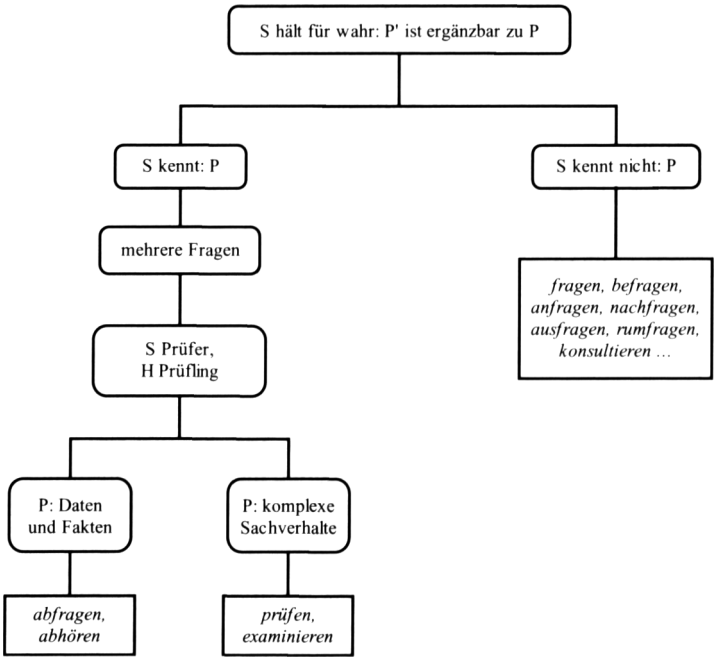 S hält für wahr: P' ist ergänzbar zu P
S kennt: P
S kennt nicht: P
mehrere Fragen
fragen, befragen,
anfragen, nachfragen,
ausfragen, rumfragen,
konsultieren ...
S Prüfer,
H Prüfling
P: Daten
und Fakten
P: komplexe
Sachverhalte
abfragen,
abhören
prüfen,
examinieren